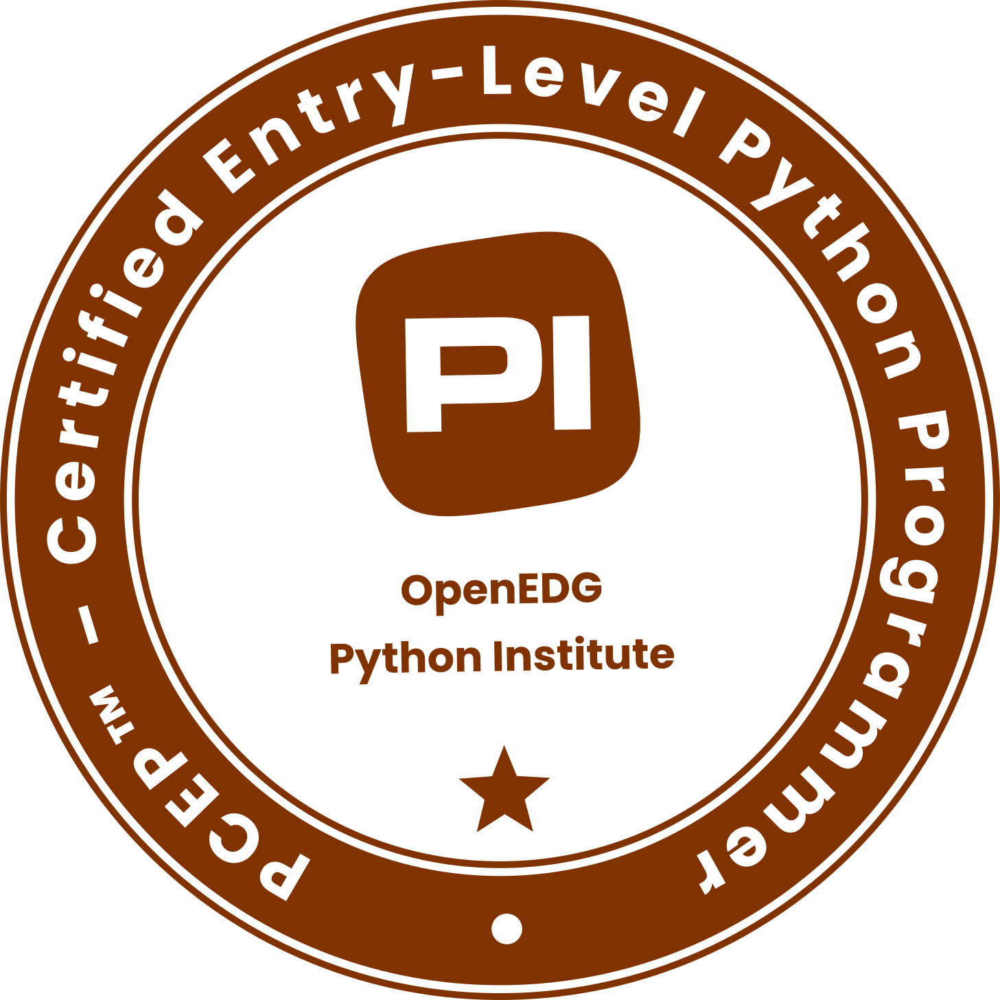 PCEP™ – Certified Entry-Level Python Programmer
PI
OpenEDG
Python Institute